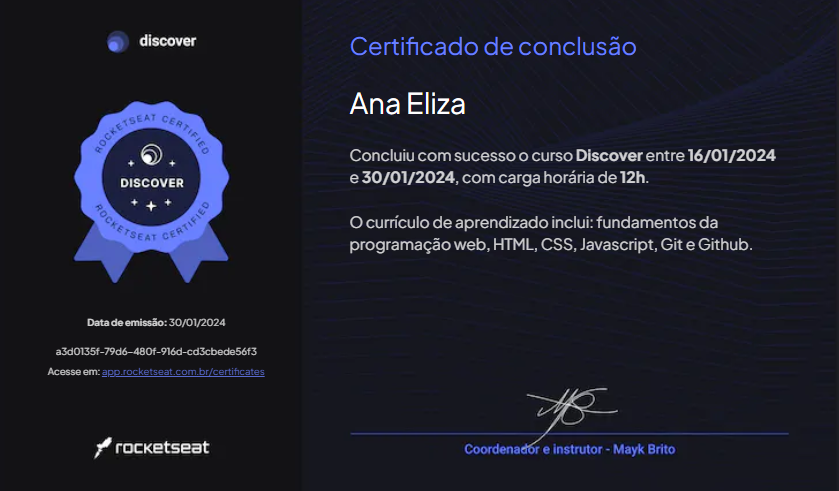 discover
ROCKETSEAT CERTIFIED
DISCOVER
ROCKETSEAT CERTIFIED
Data de emissão: 30/01/2024
a3d0135f-79d6-480f-916d-cd3cbede56f3
Acesse em: app.rocketseat.com.br/certificates
rocketseat
Certificado de conclusão
Ana Eliza
Concluiu com sucesso o curso Discover entre 16/01/2024
e 30/01/2024, com carga horária de 12h.
O currículo de aprendizado inclui: fundamentos da
programação web, HTML, CSS, Javascript, Git e Github.
Coordenador e instrutor - Mayk Brito